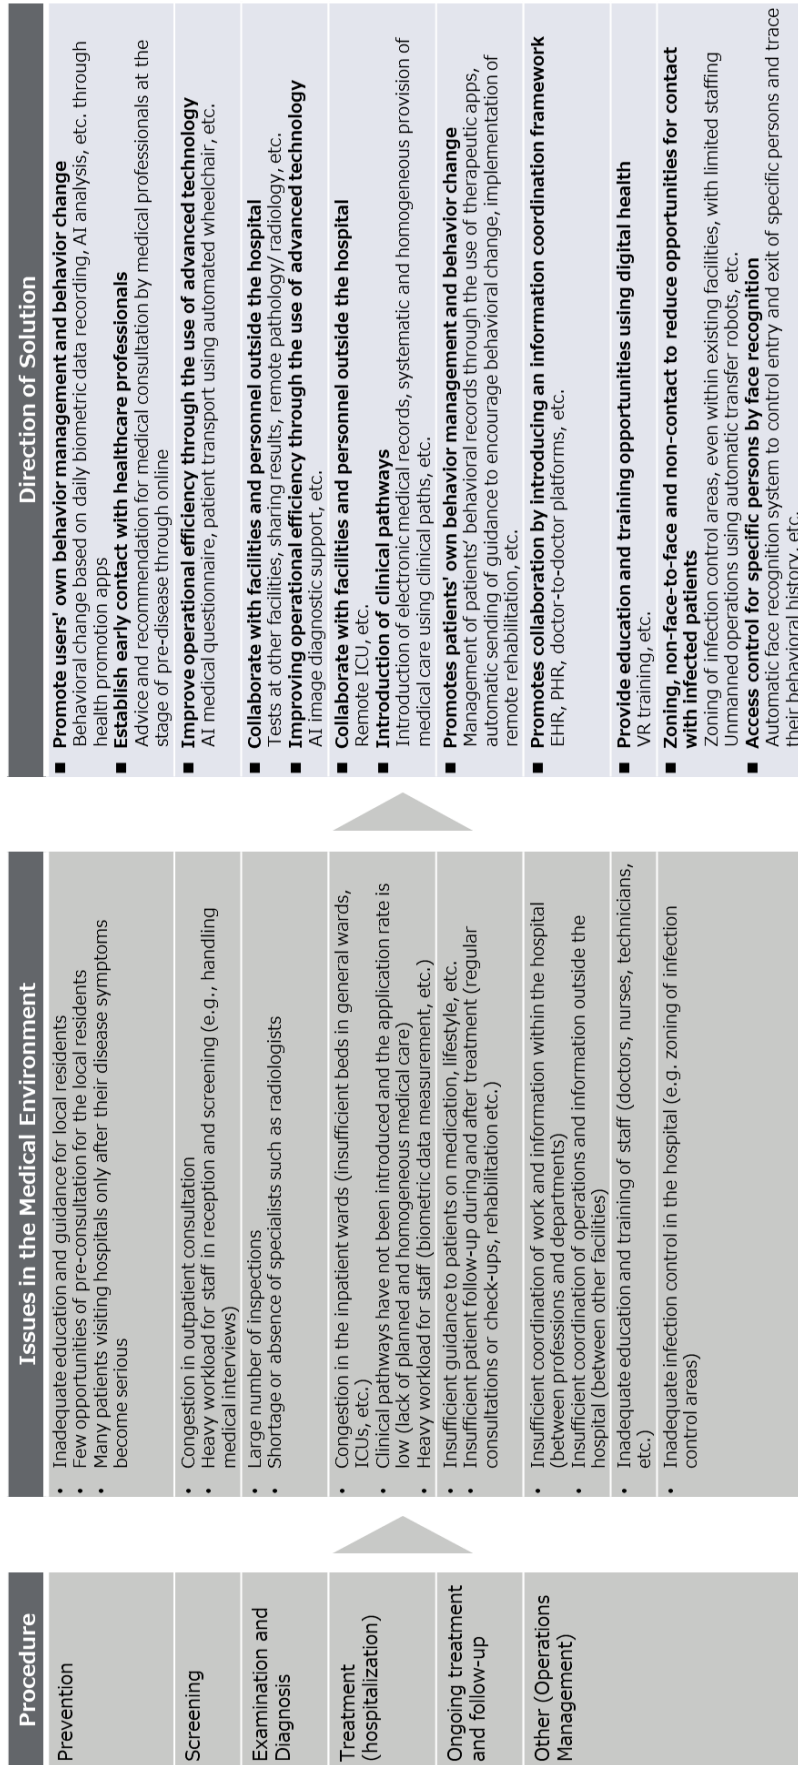 Procedure
Issues in the Medical Environment
Direction of Solution
Prevention
• Inadequate education and guidance for local residents
• Few opportunities of pre-consultation for the local residents
• Many patients visiting hospitals only after their disease symptoms
become serious
■ Promote users' own behavior management and behavior change
Behavioral change based on daily biometric data recording, AI analysis, etc. through
health promotion apps
■ Establish early contact with healthcare professionals
Advice and recommendation for medical consultation by medical professionals at the
stage of pre-disease through online
Screening
• Congestion in outpatient consultation
• Heavy workload for staff in reception and screening (e.g., handling
medical interviews)
■ Improve operational efficiency through the use of advanced technology
AI medical questionnaire, patient transport using automated wheelchair, etc.
Examination and
Diagnosis
• Large number of inspections
• Shortage or absence of specialists such as radiologists
■ Collaborate with facilities and personnel outside the hospital
Tests at other facilities, sharing results, remote pathology/ radiology, etc.
■ Improving operational efficiency through the use of advanced technology
AI image diagnostic support, etc.
Treatment
(hospitalization)
• Congestion in the inpatient wards (insufficient beds in general wards,
ICUs, etc.)
• Clinical pathways have not been introduced and the application rate is
low (lack of planned and homogeneous medical care)
• Heavy workload for staff (biometric data measurement, etc.)
■ Collaborate with facilities and personnel outside the hospital
Remote ICU, etc.
■ Introduction of clinical pathways
Introduction of electronic medical records, systematic and homogeneous provision of
medical care using clinical paths, etc.
Ongoing treatment
and follow-up
• Insufficient guidance to patients on medication, lifestyle, etc.
• Insufficient patient follow-up during and after treatment (regular
consultations or check-ups, rehabilitation etc.)
■ Promotes patients' own behavior management and behavior change
Management of patients' behavioral records through the use of therapeutic apps,
automatic sending of guidance to encourage behavioral change, implementation of
remote rehabilitation, etc.
Other (Operations
Management)
• Insufficient coordination of work and information within the hospital
(between professions and departments)
• Insufficient coordination of operations and information outside the
hospital (between other facilities)
■ Promotes collaboration by introducing an information coordination framework
EHR, PHR, doctor-to-doctor platforms, etc.
• Inadequate education and training of staff (doctors, nurses, technicians,
etc.)
■ Provide education and training opportunities using digital health
VR training, etc.
• Inadequate infection control in the hospital (e.g. zoning of infection
control areas)
■ Zoning, non-face-to-face and non-contact to reduce opportunities for contact
with infected patients
Zoning of infection control areas, even within existing facilities, with limited staffing
Unmanned operations using automatic transfer robots, etc.
■ Access control for specific persons by face recognition
Automatic face recognition system to control entry and exit of specific persons and trace
their behavioral history, etc.